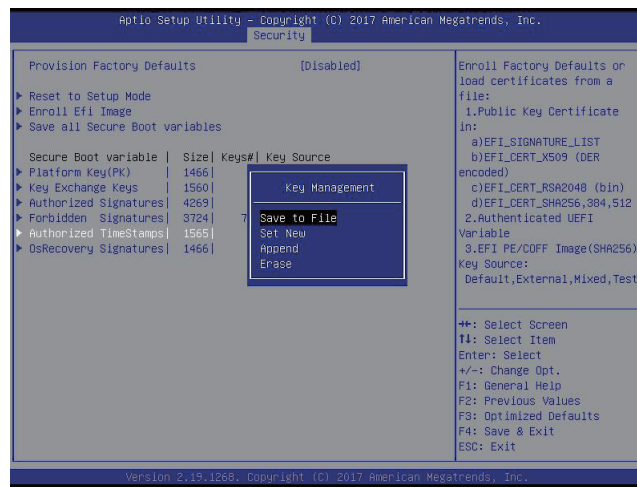 Aptio Setup Utility – Copyright (C) 2017 American Megatrends, Inc.
Security
Provision Factory Defaults [Disabled]
▶ Reset to Setup Mode
▶ Enroll Efi Image
▶ Save all Secure Boot variables
Secure Boot variable | Size| Keys#| Key Source
▶ Platform Key(PK) | 1466|
▶ Key Exchange Keys | 1560|
▶ Authorized Signatures| 4269|
▶ Forbidden Signatures| 3724| 7
▶ Authorized TimeStamps| 1565|
▶ OsRecovery Signatures| 1466|
Key Management
Save to File
Set New
Append
Erase
Enroll Factory Defaults or
load certificates from a
file:
1.Public Key Certificate
in:
a)EFI_SIGNATURE_LIST
b)EFI_CERT_X509 (DER
encoded)
c)EFI_CERT_RSA2048 (bin)
d)EFI_CERT_SHA256,384,512
2.Authenticated UEFI
Variable
3.EFI PE/COFF Image(SHA256)
Key Source:
Default,External,Mixed,Test
→←: Select Screen
↑↓: Select Item
Enter: Select
+/-: Change Opt.
F1: General Help
F2: Previous Values
F3: Optimized Defaults
F4: Save & Exit
ESC: Exit
Version 2.19.1268. Copyright (C) 2017 American Megatrends, Inc.